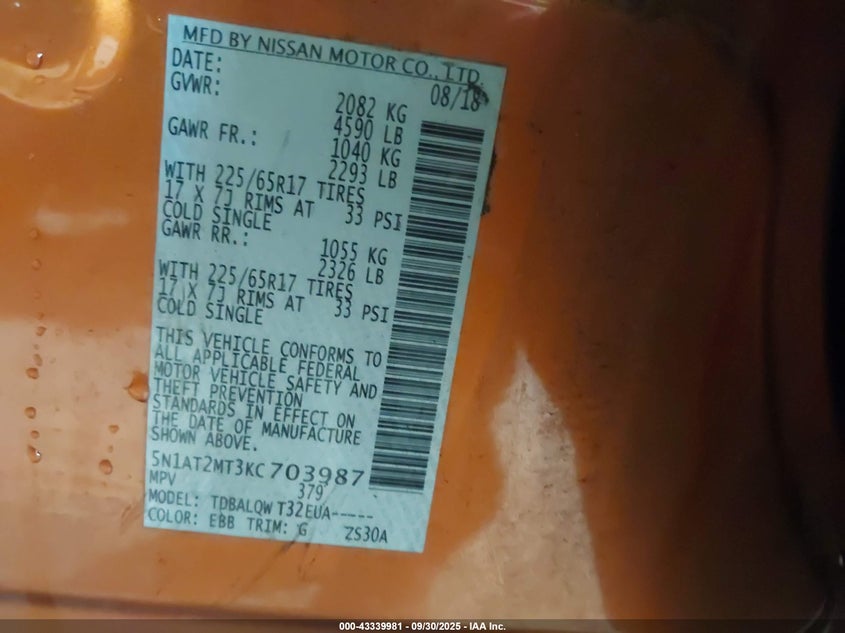 MFD BY NISSAN MOTOR CO., LTD.
DATE: 08/18
GVWR: 2082 KG
4590 LB
GAWR FR.: 1040 KG
2293 LB
WITH 225/65R17 TIRES
17 X 7J RIMS AT 33 PSI
COLD SINGLE
GAWR RR.: 1055 KG
2326 LB
WITH 225/65R17 TIRES
17 X 7J RIMS AT 33 PSI
COLD SINGLE
THIS VEHICLE CONFORMS TO
ALL APPLICABLE FEDERAL
MOTOR VEHICLE SAFETY AND
THEFT PREVENTION
STANDARDS IN EFFECT ON
THE DATE OF MANUFACTURE
SHOWN ABOVE.
5N1AT2MT3KC703987
MPV 379
MODEL: TDBALQW T32EUA-----
COLOR: EBB TRIM: G ZS30A
000-43339981 - 09/30/2025 - IAA Inc.